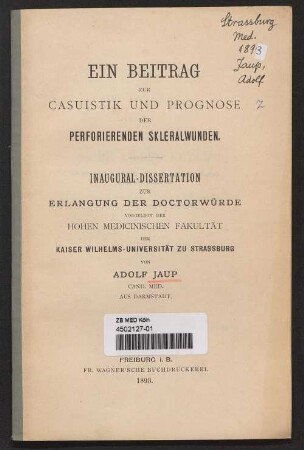 Strassburg
Med.
1893
Jaup,
Adolf.
2
EIN BEITRAG
ZUR
CASUISTIK UND PROGNOSE
DER
PERFORIERENDEN SKLERALWUNDEN.
INAUGURAL-DISSERTATION
ZUR
ERLANGUNG DER DOCTORWÜRDE
VORGELEGT DER
HOHEN MEDICINISCHEN FAKULTÄT
DER
KAISER WILHELMS-UNIVERSITÄT ZU STRASSBURG
VON
ADOLF JAUP
CAND. MED.
AUS DARMSTADT.
ZB MED Köln
4502127-01
FREIBURG i. B.
FR. WAGNER'SCHE BUCHDRUCKEREI.
1893.